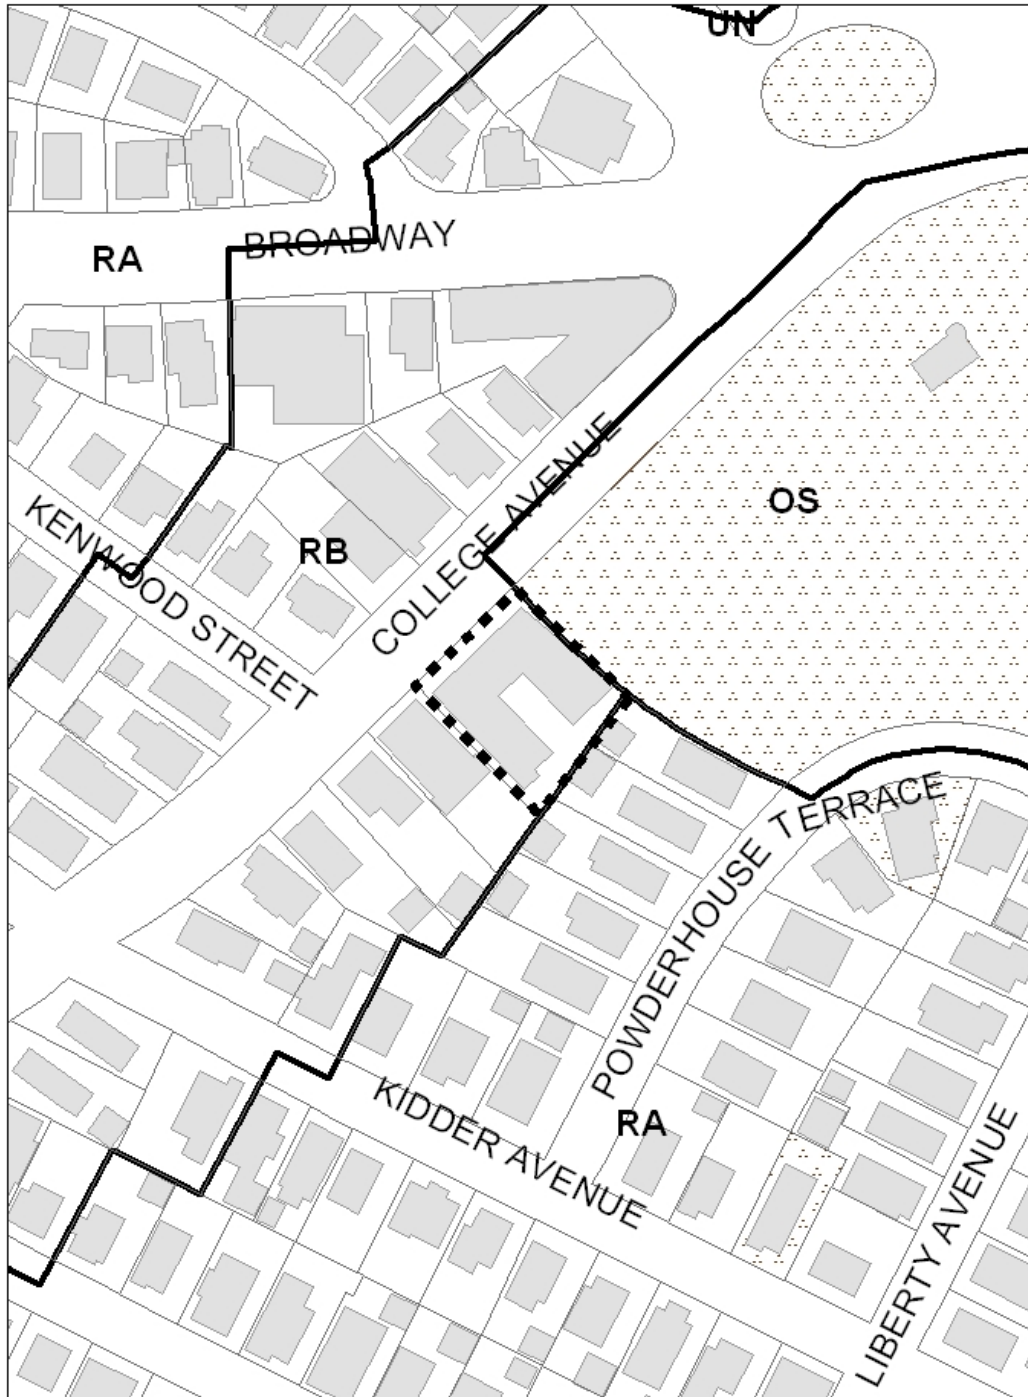 UN
BROADWAY
RA
COLLEGE AVENUE
OS
KENWOOD STREET
RB
POWDERHOUSE TERRACE
KIDDER AVENUE
RA
LIBERTY AVENUE